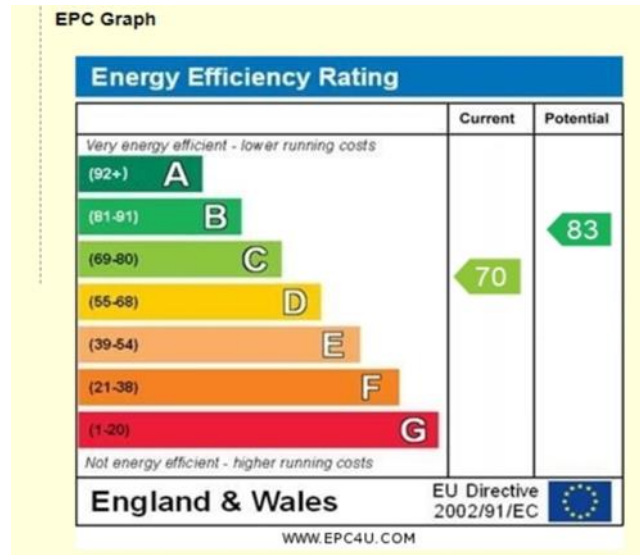 EPC Graph
Energy Efficiency Rating
Current Potential
Very energy efficient - lower running costs
(92+) A
(81-91) B
83
(69-80) C
70
(55-68) D
(39-54) E
(21-38) F
(1-20) G
Not energy efficient - higher running costs
England & Wales
EU Directive
2002/91/EC
WWW.EPC4U.COM